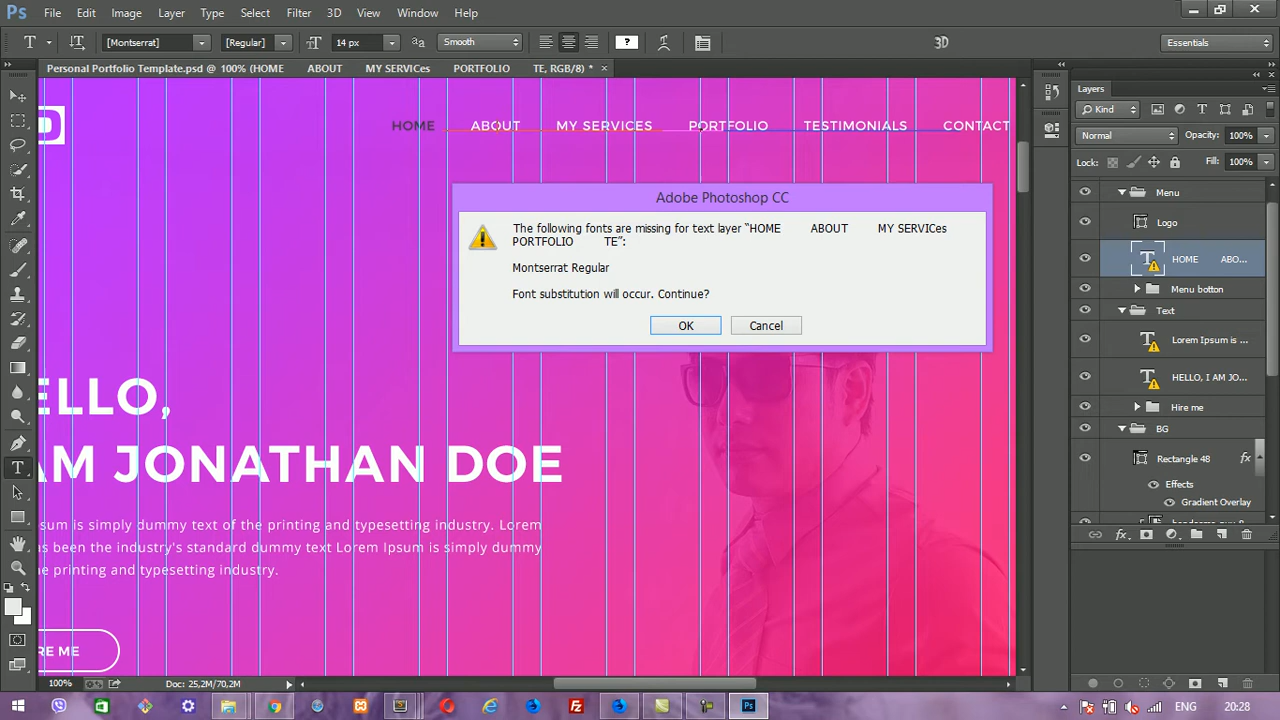 Ps File Edit Image Layer Type Select Filter 3D View Window Help
T [Montserrat] [Regular] 14 px Smooth ? 3D Essentials
Personal Portfolio Template.psd @ 100% (HOME ABOUT MY SERVICes PORTFOLIO TE, RGB/8) * ×
HOME ABOUT MY SERVICES PORTFOLIO TESTIMONIALS CONTACT
Adobe Photoshop CC
The following fonts are missing for text layer “HOME ABOUT MY SERVICes
PORTFOLIO TE”:
Montserrat Regular
Font substitution will occur. Continue?
OK Cancel
ELLO,
AM JONATHAN DOE
sum is simply dummy text of the printing and typesetting industry. Lorem
as been the industry's standard dummy text Lorem Ipsum is simply dummy
he printing and typesetting industry.
RE ME
Layers
Kind
Normal Opacity: 100%
Lock: Fill: 100%
Menu
Logo
HOME ABO...
Menu botton
Text
Lorem Ipsum is ...
HELLO, I AM JO...
Hire me
BG
Rectangle 48 fx
Effects
Gradient Overlay
handsome guy 8
100% Doc: 25,2M/70,2M
20:28